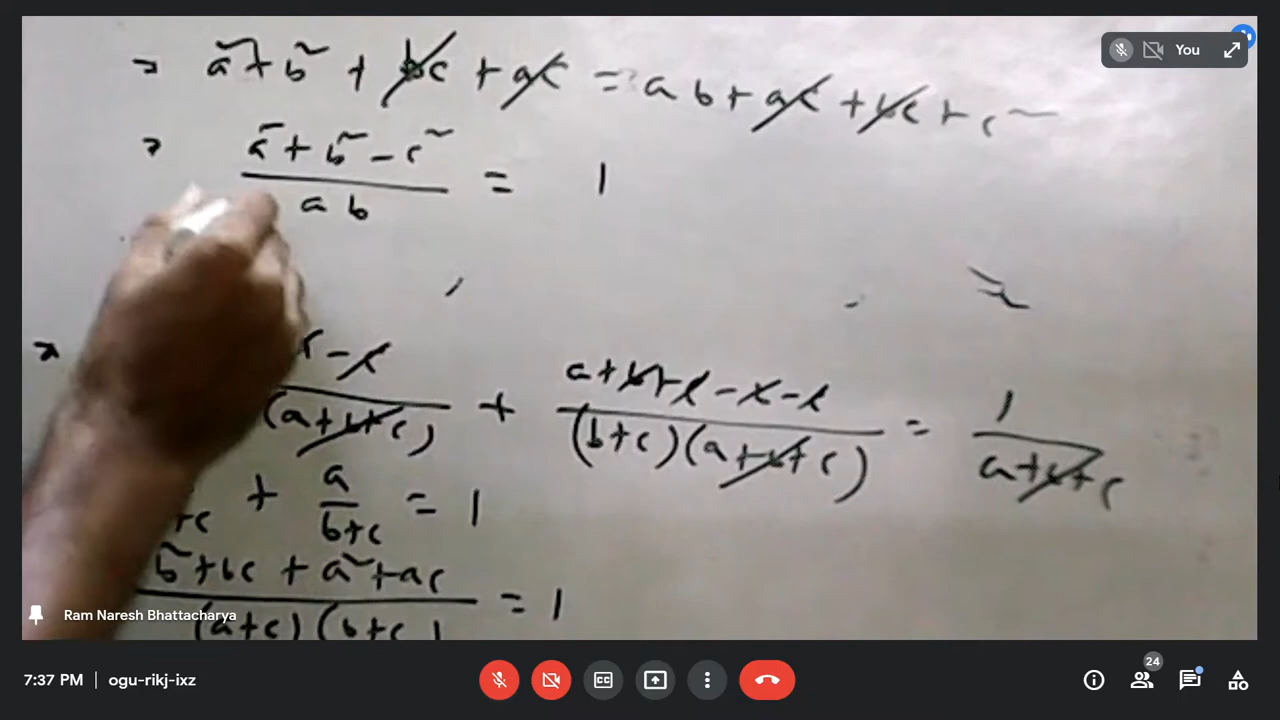 You
⇒ a² + b² + bc + ac = ab + ac + bc + c²
⇒ (a² + b² - c²)/(ab) = 1
(a+b+c) + (a+b+c-b-c)/((b+c)(a+b+c)) = 1/(a+b+c)
+c + a/(b+c) = 1
(b²+bc + a²+ac)/((a+c)(b+c)) = 1
Ram Naresh Bhattacharya
7:37 PM | ogu-rikj-ixz
24